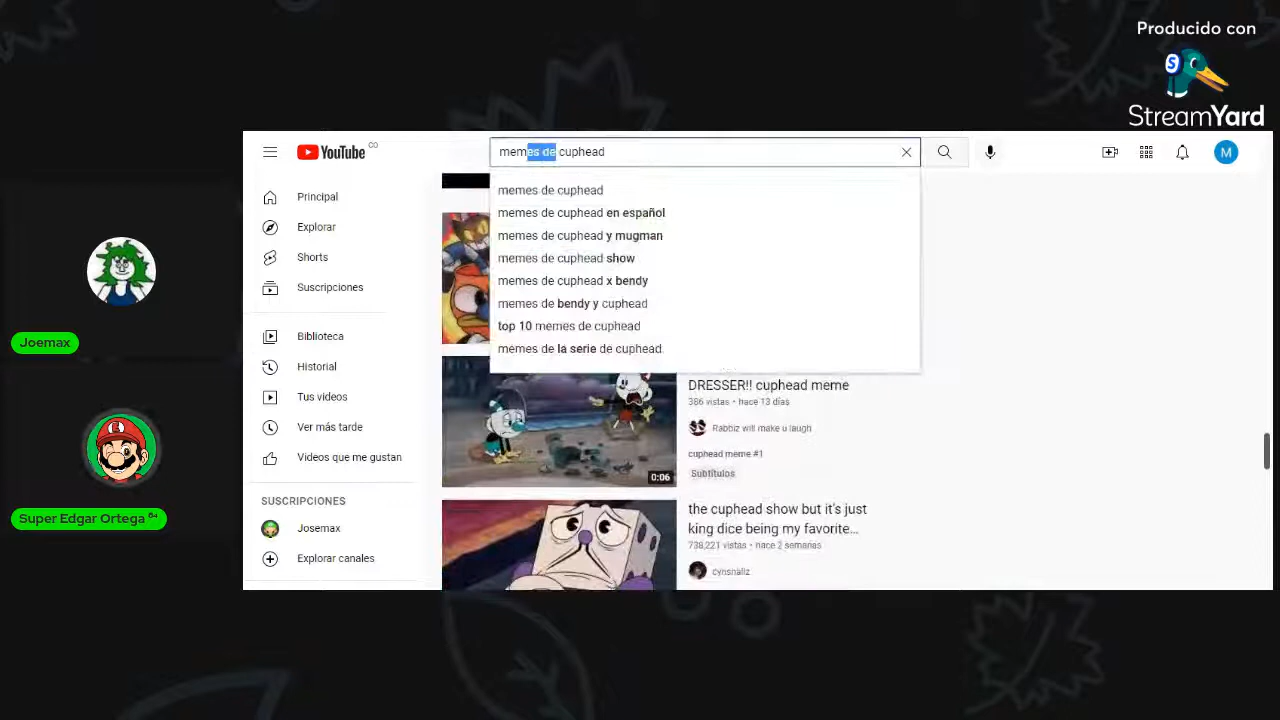 Producido con
StreamYard
YouTube CO
memes de cuphead
M
Principal
Explorar
Shorts
Suscripciones
Biblioteca
Historial
Tus videos
Ver más tarde
Videos que me gustan
SUSCRIPCIONES
Josemax
Explorar canales
memes de cuphead
memes de cuphead en español
memes de cuphead y mugman
memes de cuphead show
memes de cuphead x bendy
memes de bendy y cuphead
top 10 memes de cuphead
memes de la serie de cuphead
DRESSER!! cuphead meme
386 vistas • hace 13 días
Rabbiz will make u laugh
cuphead meme #1
Subtítulos
0:06
the cuphead show but it's just
king dice being my favorite...
738,221 vistas • hace 2 semanas
cynsnaliz
Joemax
Super Edgar Ortega 64